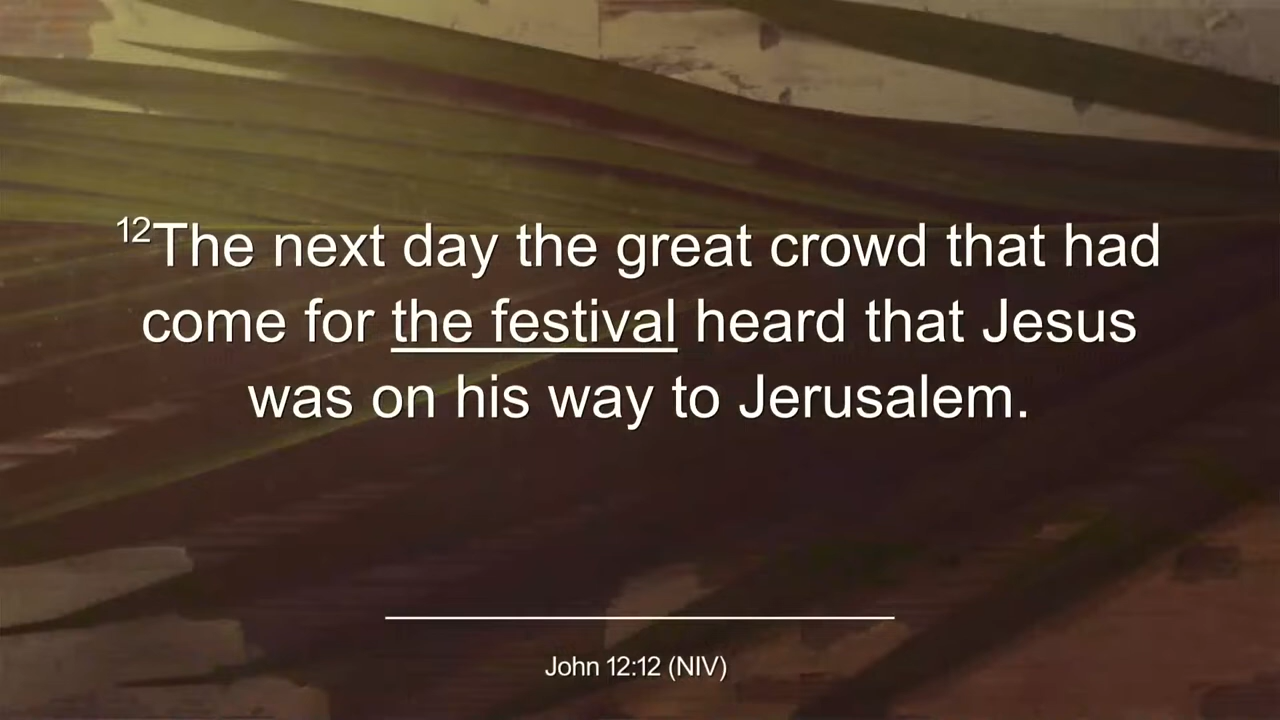 12The next day the great crowd that had
come for the festival heard that Jesus
was on his way to Jerusalem.
John 12:12 (NIV)